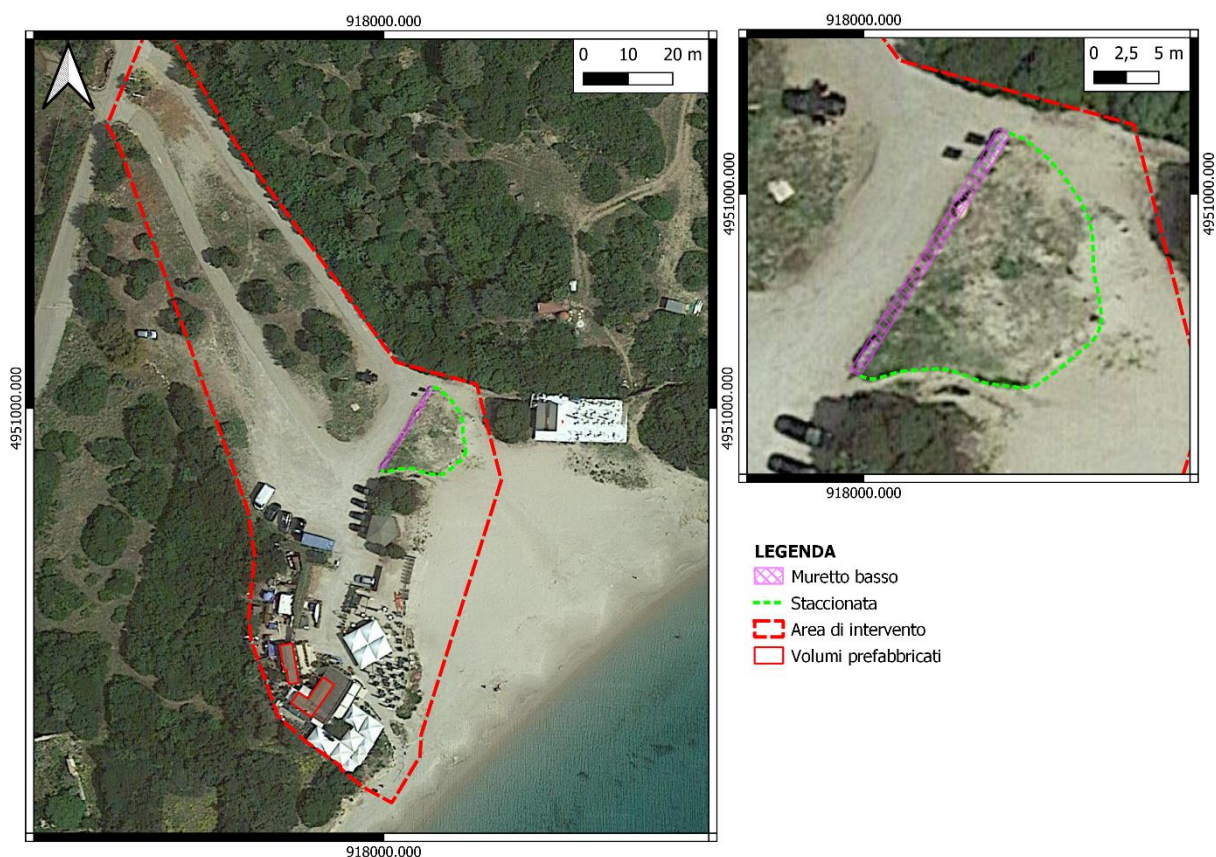 918000.000
0 10 20 m
4951000.000
4951000.000
918000.000
918000.000
0 2,5 5 m
4951000.000
4951000.000
918000.000
LEGENDA
Muretto basso
Staccionata
Area di intervento
Volumi prefabbricati